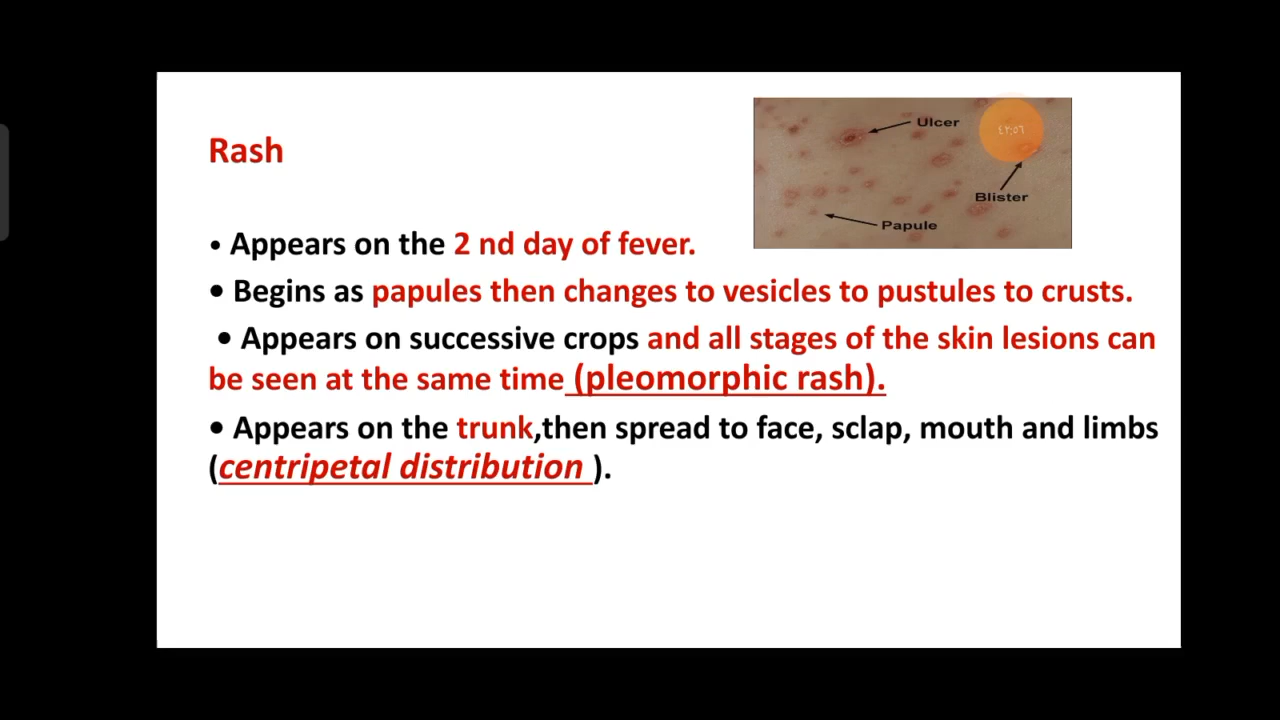 Rash
Ulcer
Blister
Papule
• Appears on the 2 nd day of fever.
• Begins as papules then changes to vesicles to pustules to crusts.
• Appears on successive crops and all stages of the skin lesions can
be seen at the same time (pleomorphic rash).
• Appears on the trunk,then spread to face, sclap, mouth and limbs
(centripetal distribution ).